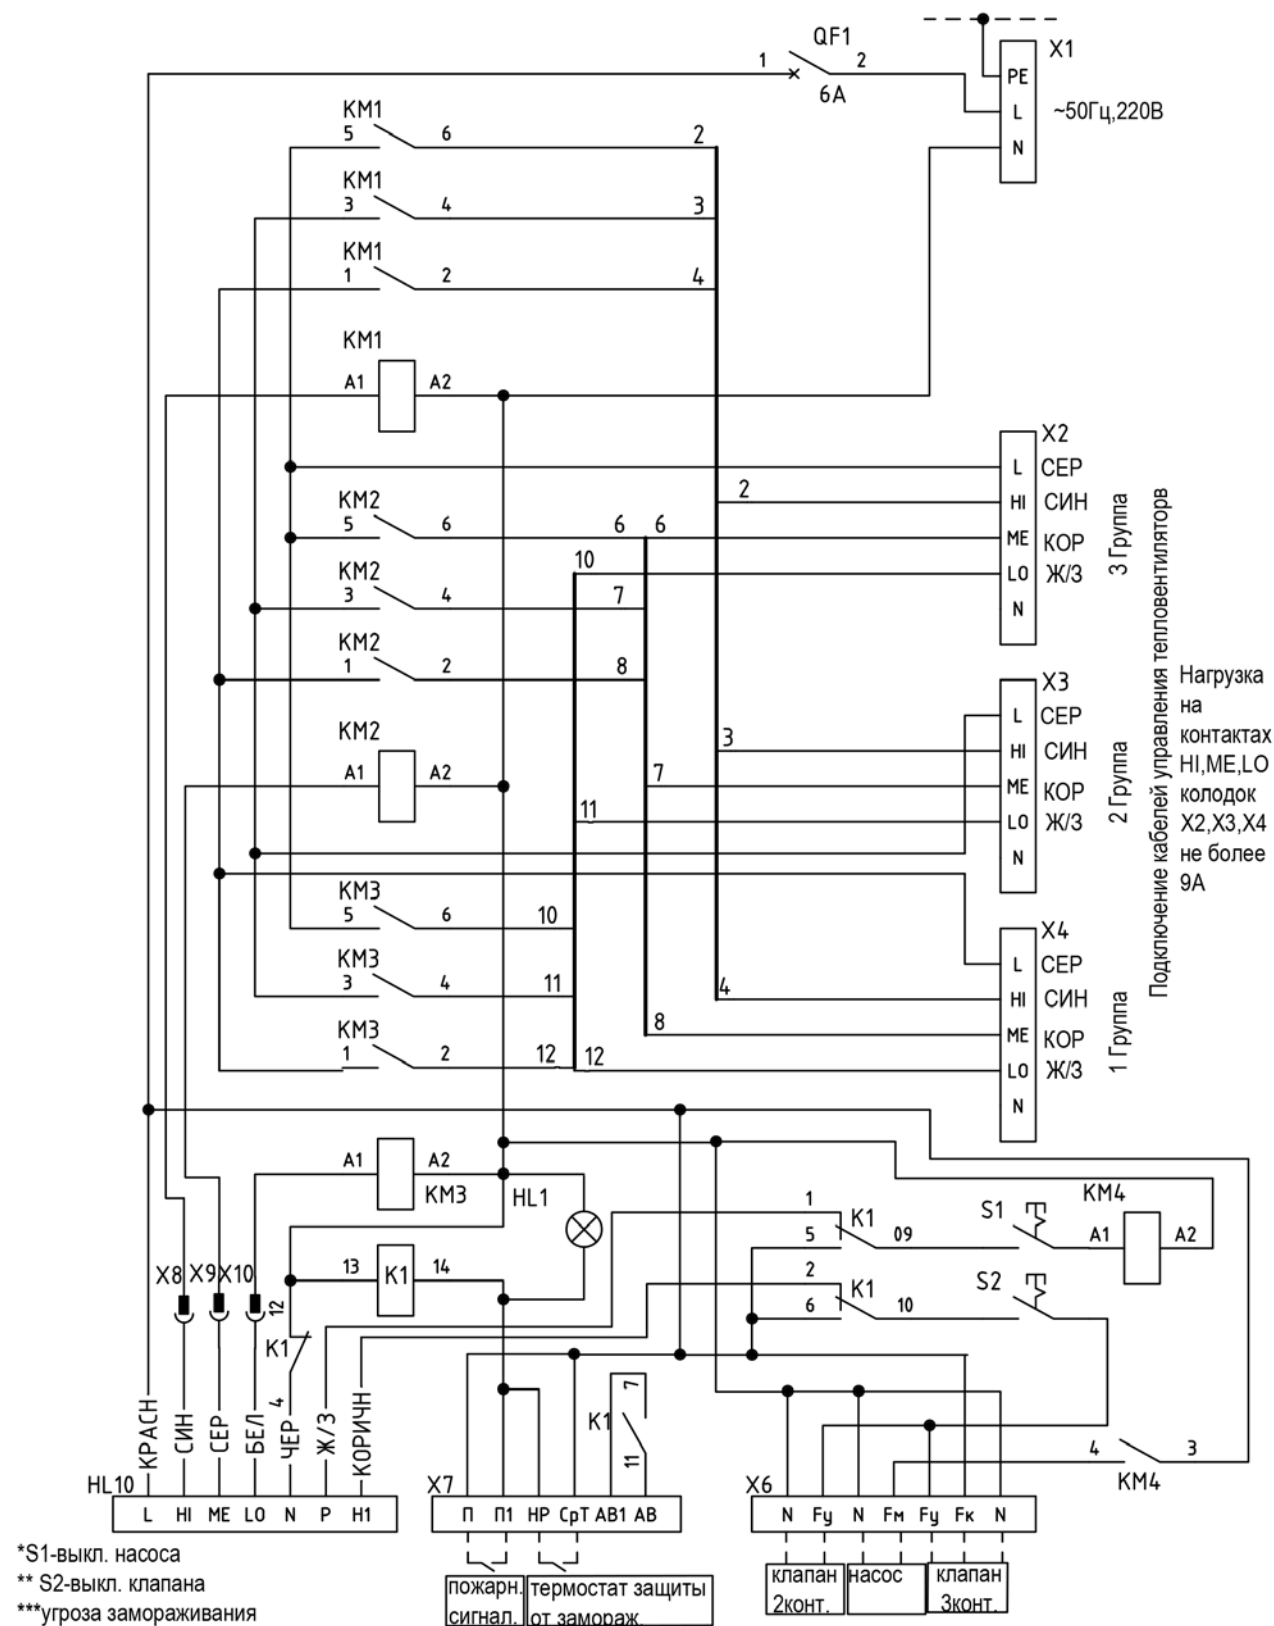 QF1
1
2
6А
X1
PE
L
N
~50Гц,220В
KM1
5
6
2
KM1
3
4
3
KM1
1
2
4
KM1
A1
A2
X2
L
СЕР
HI
СИН
ME
КОР
LO
Ж/З
N
3 Группа
2
KM2
5
6
6
6
10
KM2
3
4
7
KM2
1
2
8
KM2
A1
A2
X3
L
СЕР
HI
СИН
ME
КОР
LO
Ж/З
N
2 Группа
3
7
11
Подключение кабелей управления тепловентиляторв
Нагрузка
на
контактах
HI,ME,LO
колодок
X2,X3,X4
не более
9А
KM3
5
6
10
KM3
3
4
11
KM3
1
2
12
12
X4
L
СЕР
HI
СИН
ME
КОР
LO
Ж/З
N
1 Группа
4
8
A1
A2
KM3
HL1
13
K1
14
X8
X9
X10
12
K1
4
1
K1
5
09
S1
KM4
A1
A2
2
K1
6
10
S2
7
K1
11
4
3
KM4
КРАСН
СИН
СЕР
БЕЛ
ЧЕР
Ж/З
КОРИЧН
HL10
L HI ME LO N P H1
X7
П П1 НР СрТ АВ1 АВ
X6
N Fу N Fм Fу Fк N
*S1-выкл. насоса
** S2-выкл. клапана
***угроза замораживания
пожарн.
сигнал.
термостат защиты
от замораж.
клапан
2конт.
насос
клапан
3конт.